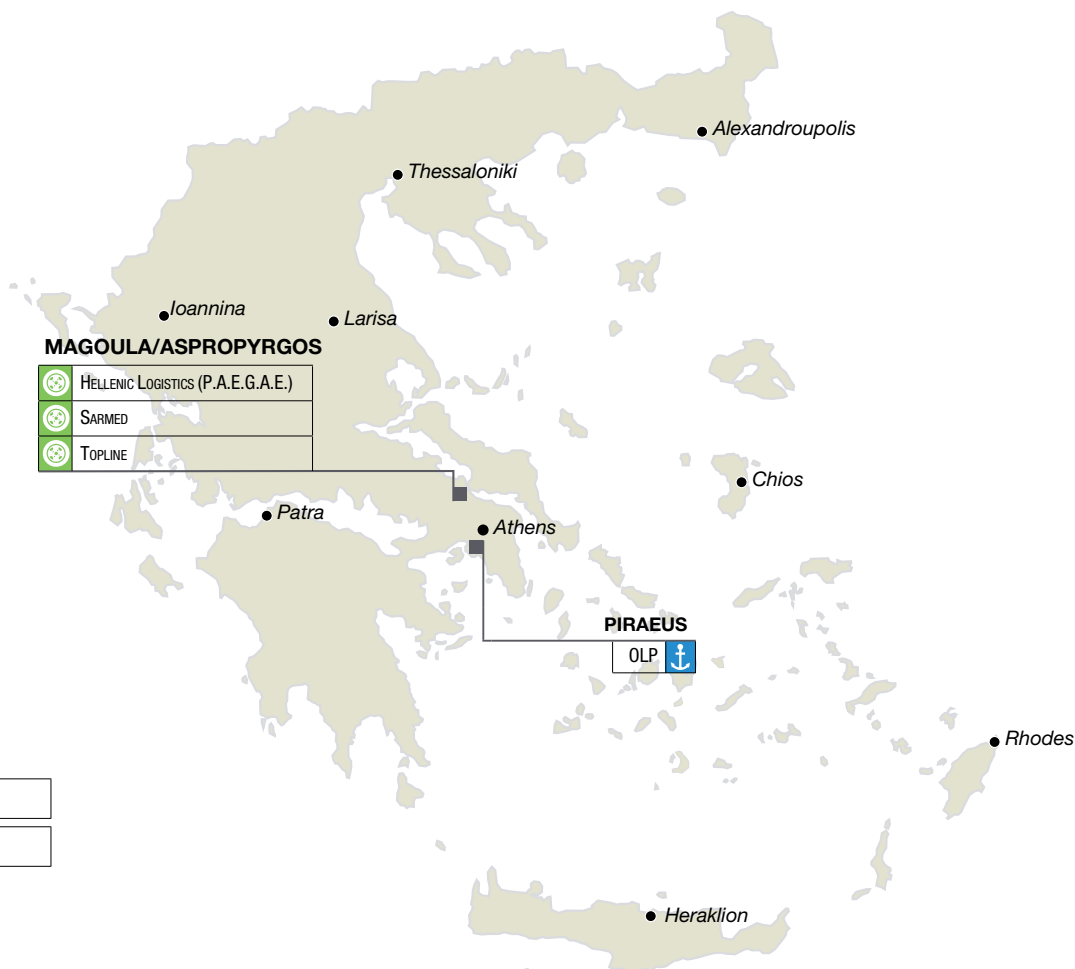 Alexandroupolis
Thessaloniki
Ioannina
Larisa
MAGOULA/ASPROPYRGOS
HELLENIC LOGISTICS (P.A.E.G.A.E.)
SARMED
TOPLINE
Chios
Patra
Athens
PIRAEUS
OLP
Rhodes
Heraklion